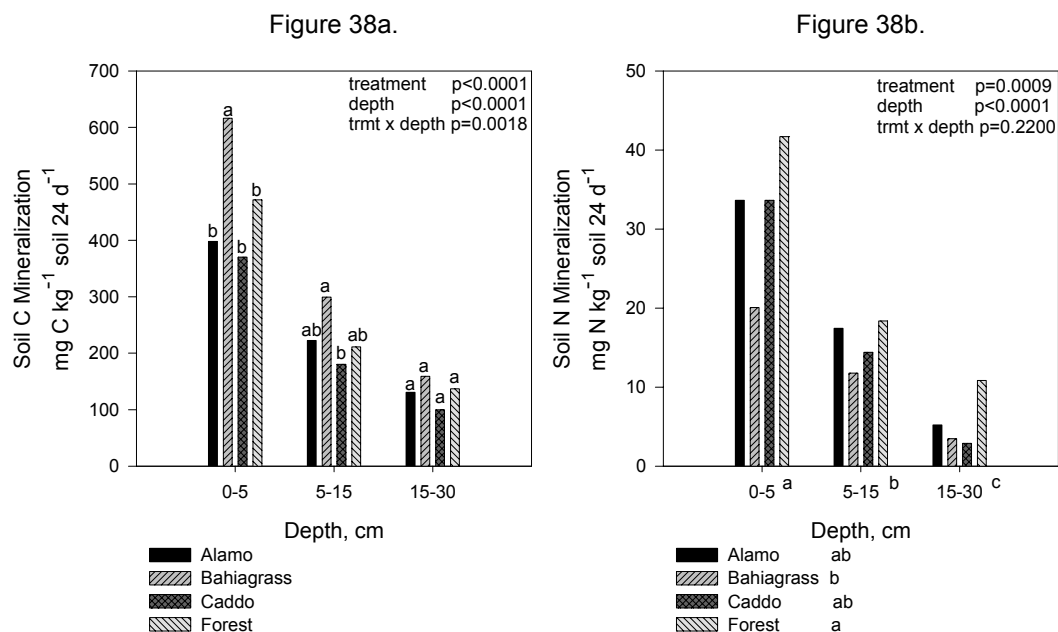 Figure 38a.
700
600
500
400
300
200
100
0
Soil C Mineralization
mg C kg⁻¹ soil 24 d⁻¹
treatment p<0.0001
depth p<0.0001
trmt x depth p=0.0018
b a b b
ab a b ab
a a a a
0-5 5-15 15-30
Depth, cm
Alamo
Bahiagrass
Caddo
Forest
Figure 38b.
50
40
30
20
10
0
Soil N Mineralization
mg N kg⁻¹ soil 24 d⁻¹
treatment p=0.0009
depth p<0.0001
trmt x depth p=0.2200
0-5 a 5-15 b 15-30 c
Depth, cm
Alamo ab
Bahiagrass b
Caddo ab
Forest a